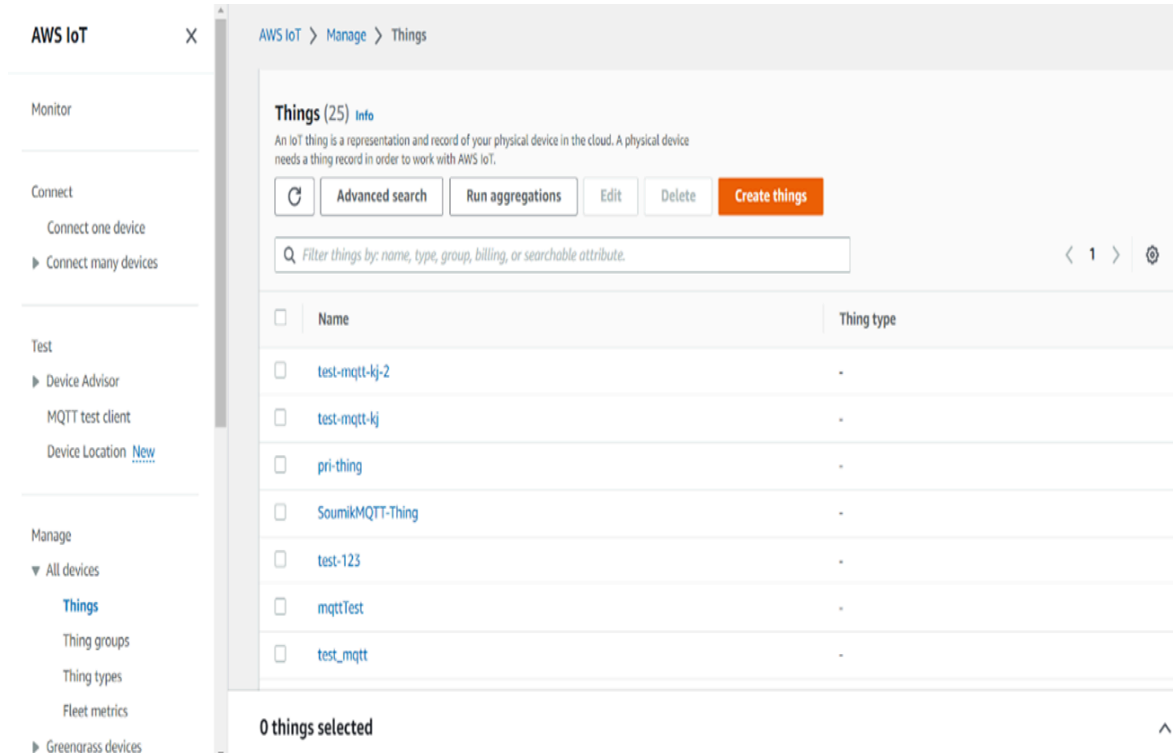 AWS IoT
Monitor
Connect
Connect one device
Connect many devices
Test
Device Advisor
MQTT test client
Device Location New
Manage
All devices
Things
Thing groups
Thing types
Fleet metrics
Greengrass devices
AWS IoT > Manage > Things
Things (25) Info
An IoT thing is a representation and record of your physical device in the cloud. A physical device
needs a thing record in order to work with AWS IoT.
Advanced search Run aggregations Edit Delete Create things
Filter things by: name, type, group, billing, or searchable attribute.
< 1 >
Name Thing type
test-mqtt-kj-2 -
test-mqtt-kj -
pri-thing -
SoumikMQTT-Thing -
test-123 -
mqttTest -
test_mqtt -
0 things selected